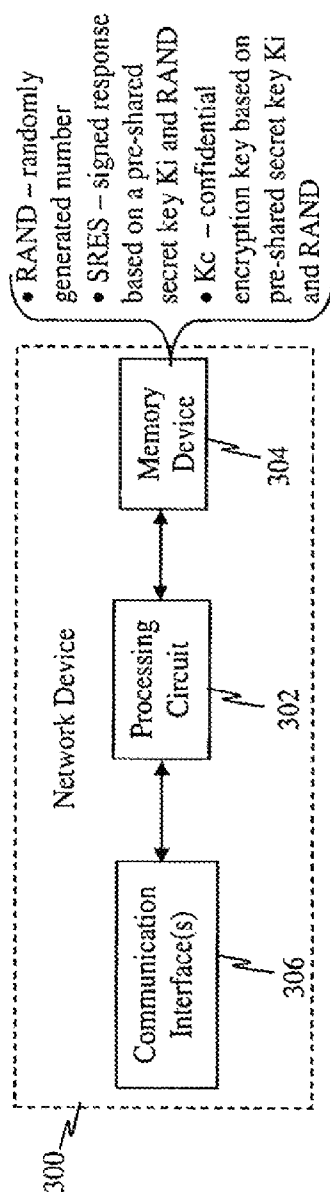 300
Network Device
Communication
Interface(s)
306
Processing
Circuit
302
Memory
Device
304
• RAND – randomly
generated number
• SRES – signed response
based on a pre-shared
secret key Ki and RAND
• Kc – confidential
encryption key based on
pre-shared secret key Ki
and RAND